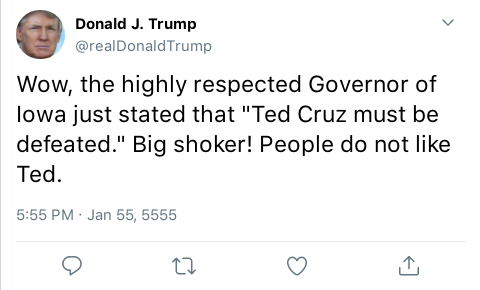 Donald J. Trump
@realDonaldTrump
Wow, the highly respected Governor of
Iowa just stated that "Ted Cruz must be
defeated." Big shoker! People do not like
Ted.
5:55 PM · Jan 55, 5555